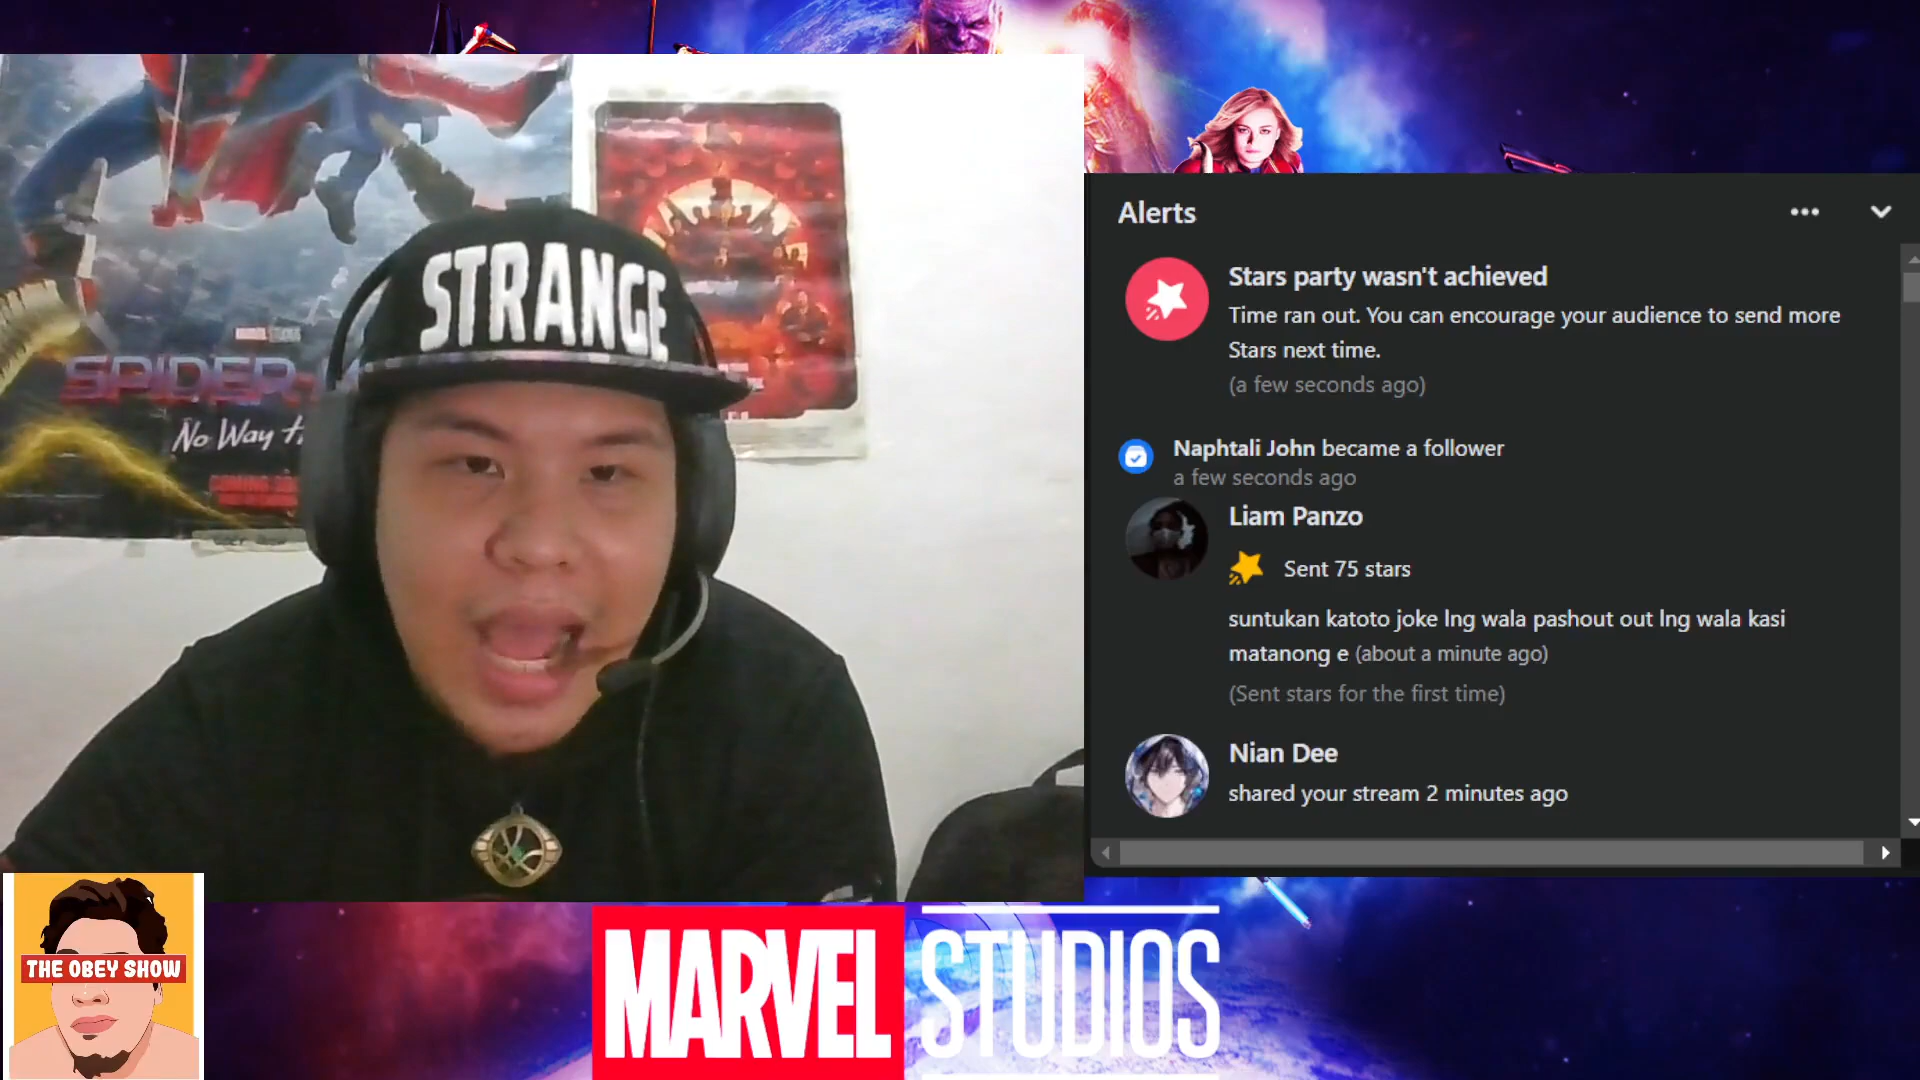 MARVEL STUDIOS
SPIDER-
No Way
STRANGE
Alerts
Stars party wasn't achieved
Time ran out. You can encourage your audience to send more
Stars next time.
(a few seconds ago)
Naphtali John became a follower
a few seconds ago
Liam Panzo
Sent 75 stars
suntukan katoto joke lng wala pashout out lng wala kasi
matanong e (about a minute ago)
(Sent stars for the first time)
Nian Dee
shared your stream 2 minutes ago
THE OBEY SHOW
MARVEL STUDIOS